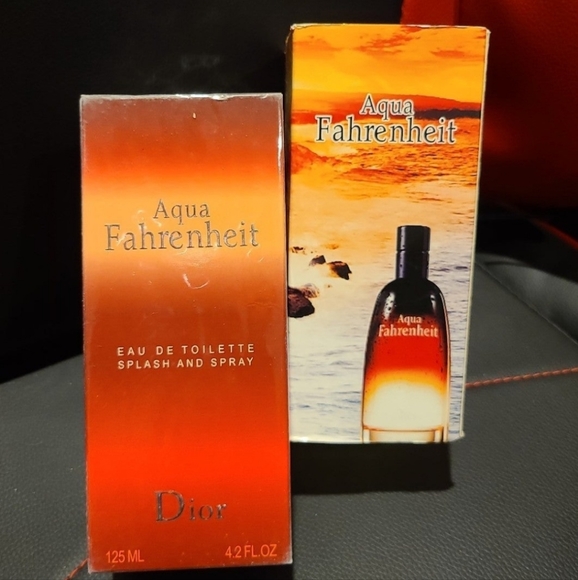 Aqua
Fahrenheit
EAU DE TOILETTE
SPLASH AND SPRAY
Dior
125 ML 4.2 FL.OZ
Aqua
Fahrenheit
Aqua
Fahrenheit